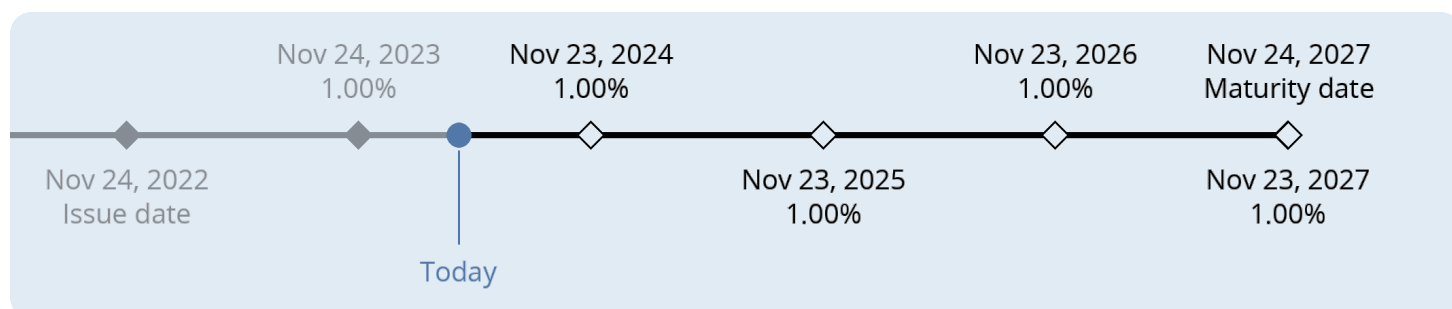 Nov 24, 2023
1.00%
Nov 23, 2024
1.00%
Nov 23, 2026
1.00%
Nov 24, 2027
Maturity date
Nov 24, 2022
Issue date
Nov 23, 2025
1.00%
Nov 23, 2027
1.00%
Today